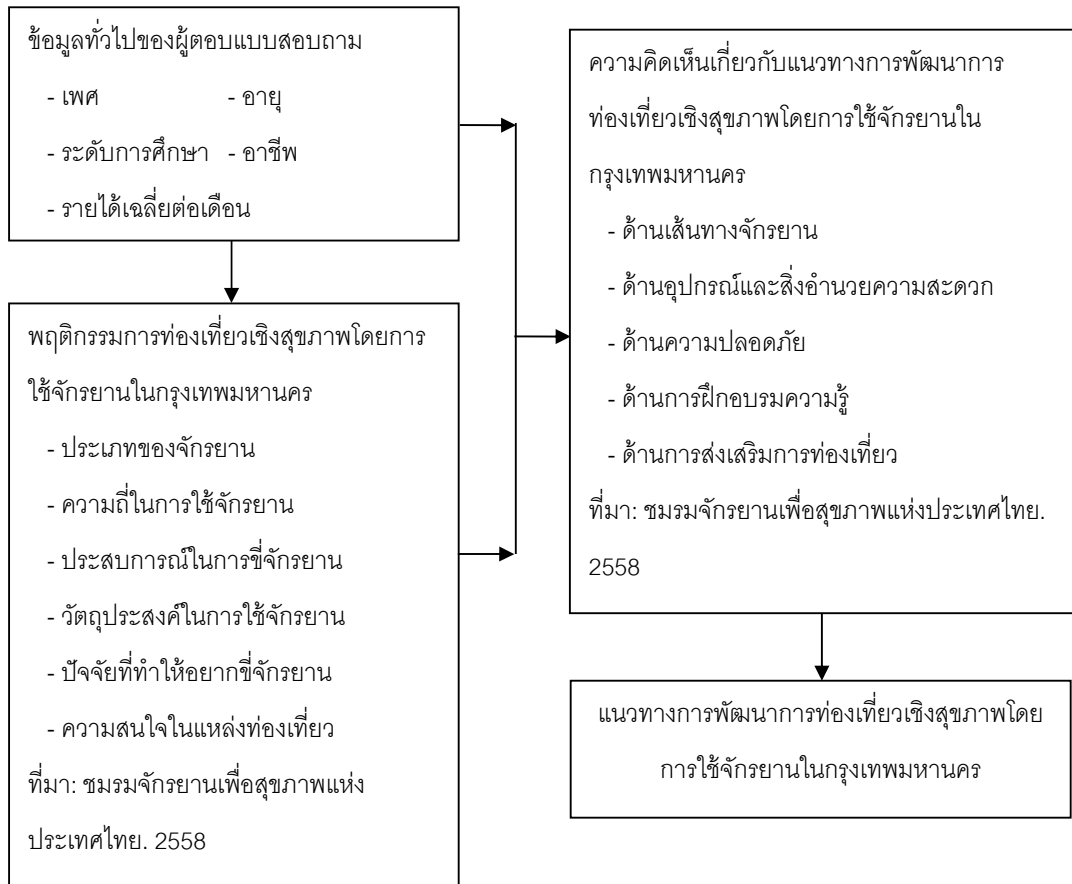 ข้อมูลทั่วไปของผู้ตอบแบบสอบถาม
- เพศ - อายุ
- ระดับการศึกษา - อาชีพ
- รายได้เฉลี่ยต่อเดือน
พฤติกรรมการท่องเที่ยวเชิงสุขภาพโดยการ
ใช้จักรยานในกรุงเทพมหานคร
- ประเภทของจักรยาน
- ความถี่ในการใช้จักรยาน
- ประสบการณ์ในการขี่จักรยาน
- วัตถุประสงค์ในการใช้จักรยาน
- ปัจจัยที่ทำให้อยากขี่จักรยาน
- ความสนใจในแหล่งท่องเที่ยว
ที่มา: ชมรมจักรยานเพื่อสุขภาพแห่ง
ประเทศไทย. 2558
ความคิดเห็นเกี่ยวกับแนวทางการพัฒนาการ
ท่องเที่ยวเชิงสุขภาพโดยการใช้จักรยานใน
กรุงเทพมหานคร
- ด้านเส้นทางจักรยาน
- ด้านอุปกรณ์และสิ่งอำนวยความสะดวก
- ด้านความปลอดภัย
- ด้านการฝึกอบรมความรู้
- ด้านการส่งเสริมการท่องเที่ยว
ที่มา: ชมรมจักรยานเพื่อสุขภาพแห่งประเทศไทย.
2558
แนวทางการพัฒนาการท่องเที่ยวเชิงสุขภาพโดย
การใช้จักรยานในกรุงเทพมหานคร